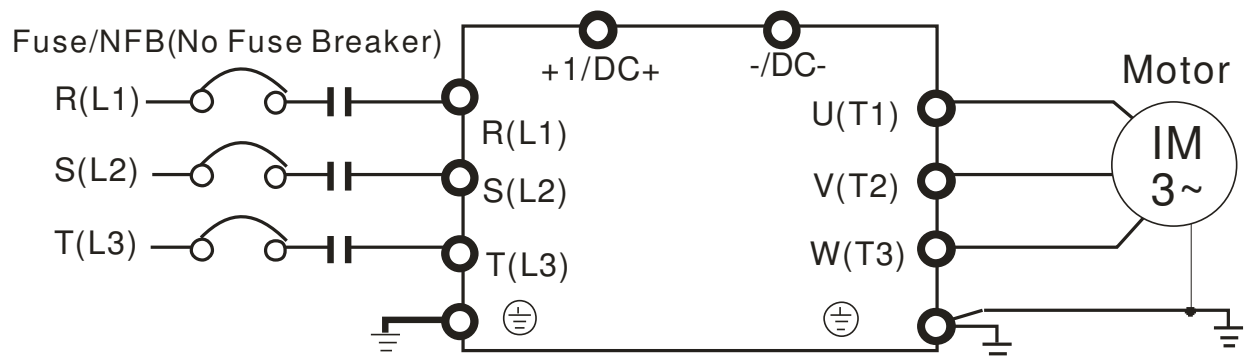 Fuse/NFB(No Fuse Breaker)
+1/DC+
-/DC-
Motor
R(L1)
R(L1)
U(T1)
IM
3~
S(L2)
S(L2)
V(T2)
T(L3)
T(L3)
W(T3)